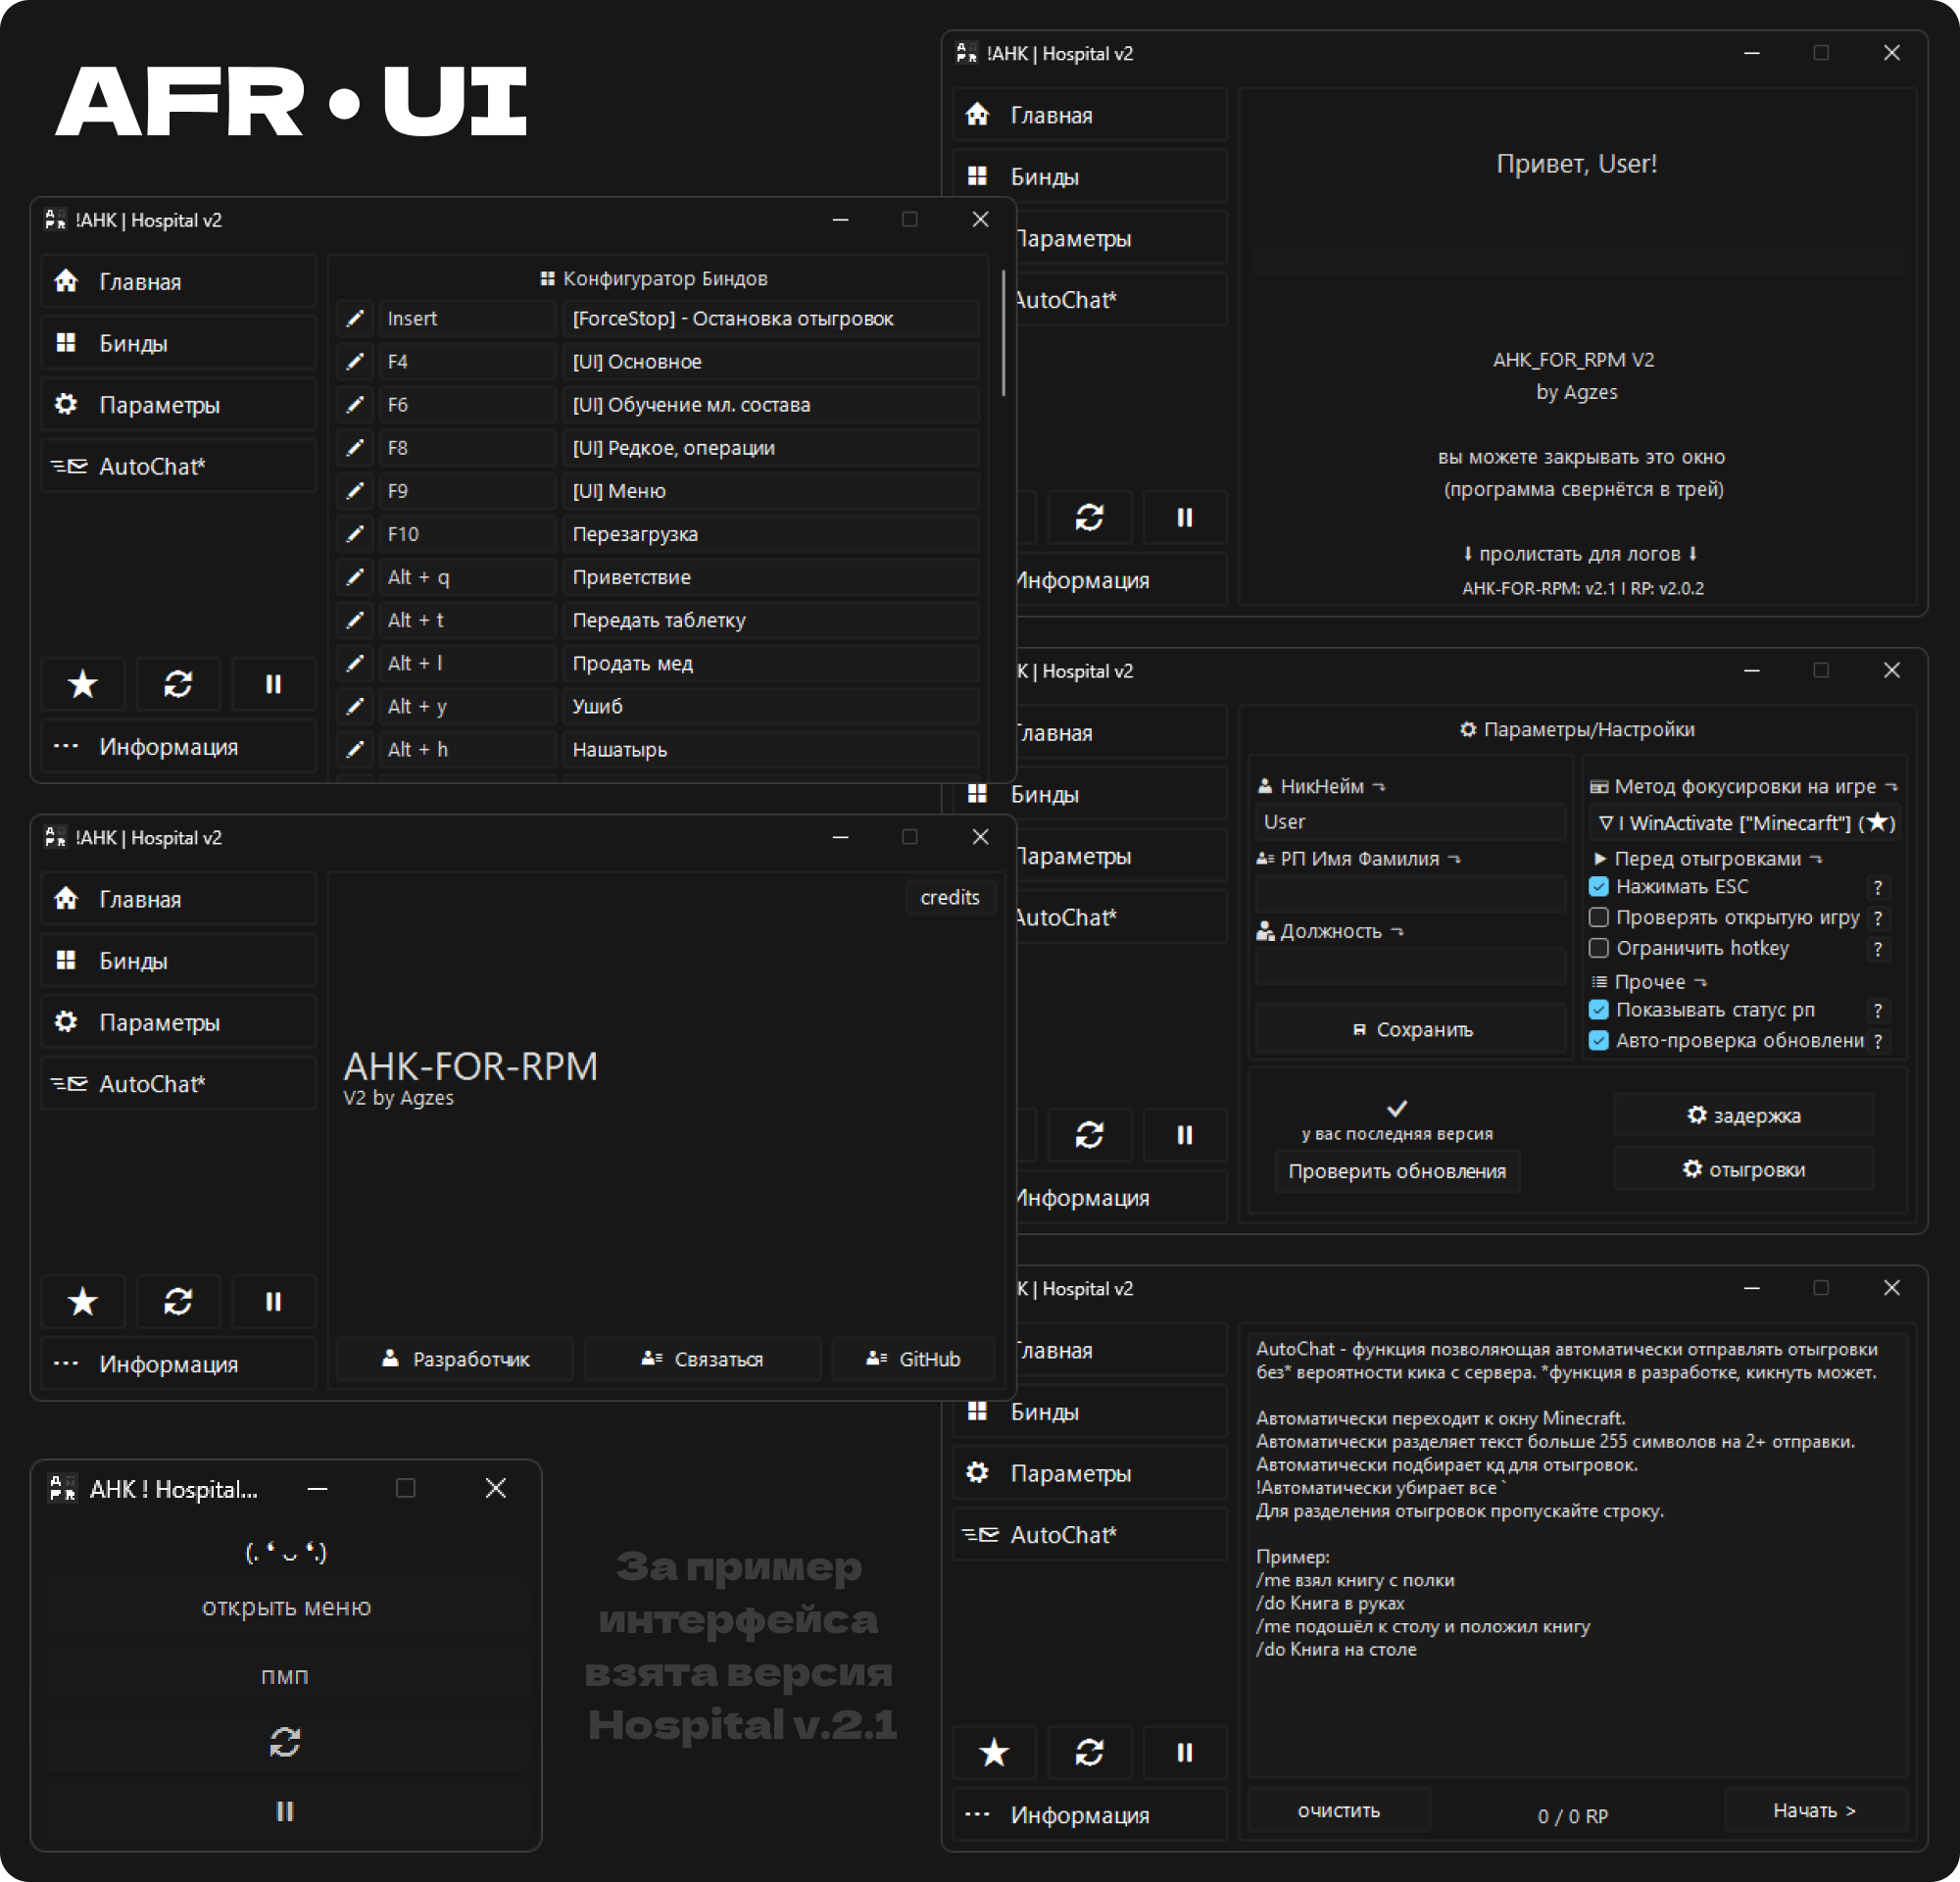 AFR • UI
!AHK | Hospital v2
Главная
Бинды
Параметры
AutoChat*
Информация
Конфигуратор Биндов
Insert [ForceStop] - Остановка отыгровок
F4 [UI] Основное
F6 [UI] Обучение мл. состава
F8 [UI] Редкое, операции
F9 [UI] Меню
F10 Перезагрузка
Alt + q Приветствие
Alt + t Передать таблетку
Alt + l Продать мед
Alt + y Ушиб
Alt + h Нашатырь
!AHK | Hospital v2
Главная
Бинды
Параметры
AutoChat*
Информация
Привет, User!
AHK_FOR_RPM V2
by Agzes
вы можете закрывать это окно
(программа свернётся в трей)
⬇ пролистать для логов ⬇
AHK-FOR-RPM: v2.1 I RP: v2.0.2
!AHK | Hospital v2
Главная
Бинды
Параметры
AutoChat*
Информация
credits
AHK-FOR-RPM
V2 by Agzes
Разработчик
Связаться
GitHub
K | Hospital v2
Главная
Бинды
Параметры
AutoChat*
Информация
Параметры/Настройки
НикНейм ¬
User
РП Имя Фамилия ¬
Должность ¬
Сохранить
Метод фокусировки на игре ¬
▽ I WinActivate ["Minecarft"] (★)
Перед отыгровками ¬
Нажимать ESC ?
Проверять открытую игру ?
Ограничить hotkey ?
Прочее ¬
Показывать статус рп ?
Авто-проверка обновлени ?
у вас последняя версия
Проверить обновления
задержка
отыгровки
AHK ! Hospital...
(. ❛ ᴗ ❛.)
открыть меню
пмп
За пример
интерфейса
взята версия
Hospital v.2.1
K | Hospital v2
Главная
Бинды
Параметры
AutoChat*
Информация
AutoChat - функция позволяющая автоматически отправлять отыгровки
без* вероятности кика с сервера. *функция в разработке, кикнуть может.
Автоматически переходит к окну Minecraft.
Автоматически разделяет текст больше 255 символов на 2+ отправки.
Автоматически подбирает кд для отыгровок.
!Автоматически убирает все `
Для разделения отыгровок пропускайте строку.
Пример:
/me взял книгу с полки
/do Книга в руках
/me подошёл к столу и положил книгу
/do Книга на столе
очистить
0 / 0 RP
Начать >